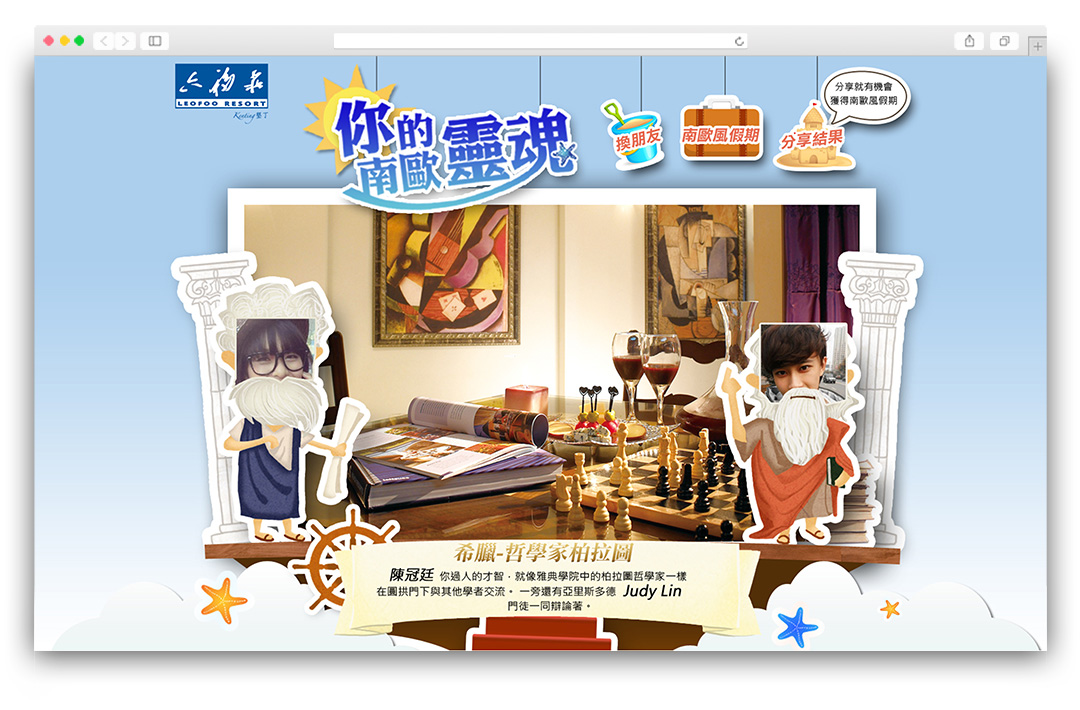 六福莊
LEOFOO RESORT
Kenting 墾丁
你的
南歐靈魂
換朋友
南歐風假期
分享結果
分享就有機會
獲得南歐風假期
希臘-哲學家柏拉圖
陳冠廷 你過人的才智，就像雅典學院中的柏拉圖哲學家一樣
在圓拱門下與其他學者交流。一旁還有亞里斯多德 Judy Lin
門徒一同辯論著。